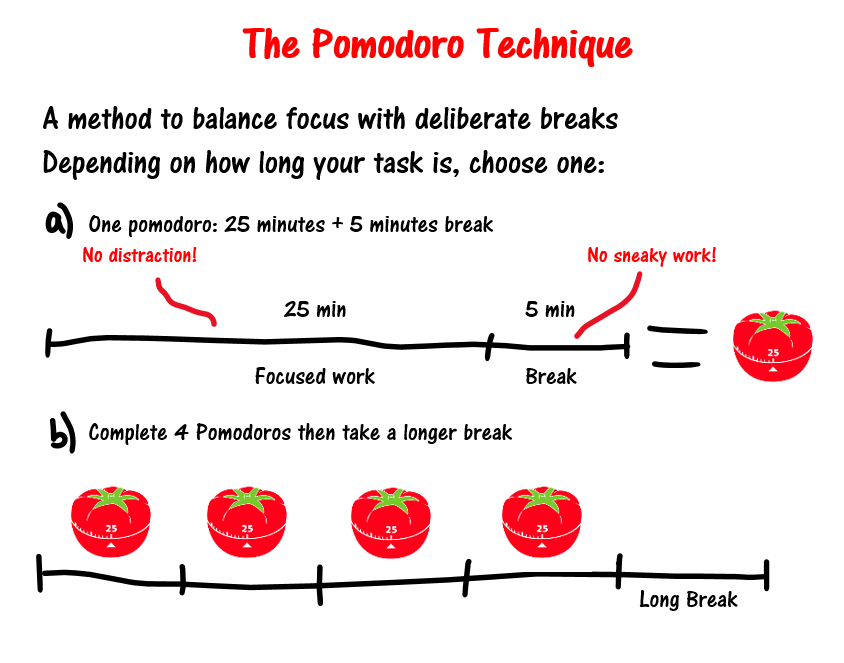 The Pomodoro Technique
A method to balance focus with deliberate breaks
Depending on how long your task is, choose one:
a) One pomodoro: 25 minutes + 5 minutes break
No distraction!
No sneaky work!
25 min
5 min
25
Focused work
Break
b) Complete 4 Pomodoros then take a longer break
25
25
25
25
Long Break